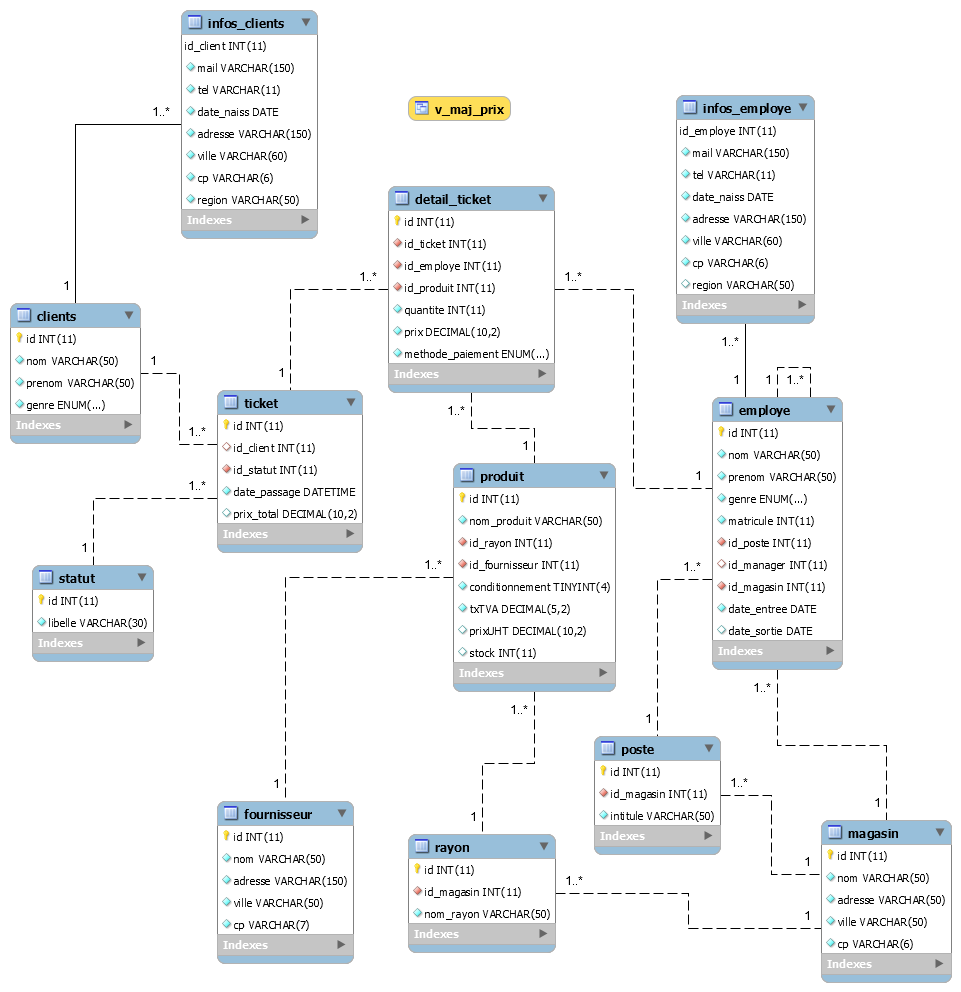 infos_clients
id_client INT(11)
mail VARCHAR(150)
tel VARCHAR(11)
date_naiss DATE
adresse VARCHAR(150)
ville VARCHAR(60)
cp VARCHAR(6)
region VARCHAR(50)
Indexes
1..*
1
v_maj_prix
infos_employe
id_employe INT(11)
mail VARCHAR(150)
tel VARCHAR(11)
date_naiss DATE
adresse VARCHAR(150)
ville VARCHAR(60)
cp VARCHAR(6)
region VARCHAR(50)
Indexes
1..*
1
detail_ticket
id INT(11)
id_ticket INT(11)
id_employe INT(11)
id_produit INT(11)
quantite INT(11)
prix DECIMAL(10,2)
methode_paiement ENUM(...)
Indexes
1..*
1
1..*
1
1..*
1
clients
id INT(11)
nom VARCHAR(50)
prenom VARCHAR(50)
genre ENUM(...)
Indexes
1
1..*
ticket
id INT(11)
id_client INT(11)
id_statut INT(11)
date_passage DATETIME
prix_total DECIMAL(10,2)
Indexes
1..*
1
employe
id INT(11)
nom VARCHAR(50)
prenom VARCHAR(50)
genre ENUM(...)
matricule INT(11)
id_poste INT(11)
id_manager INT(11)
id_magasin INT(11)
date_entree DATE
date_sortie DATE
Indexes
1
1..*
1..*
1
1..*
1
produit
id INT(11)
nom_produit VARCHAR(50)
id_rayon INT(11)
id_fournisseur INT(11)
conditionnement TINYINT(4)
txTVA DECIMAL(5,2)
prixUHT DECIMAL(10,2)
stock INT(11)
Indexes
1..*
1
1..*
1
statut
id INT(11)
libelle VARCHAR(30)
Indexes
poste
id INT(11)
id_magasin INT(11)
intitule VARCHAR(50)
Indexes
1..*
1
fournisseur
id INT(11)
nom VARCHAR(50)
adresse VARCHAR(150)
ville VARCHAR(50)
cp VARCHAR(7)
Indexes
rayon
id INT(11)
id_magasin INT(11)
nom_rayon VARCHAR(50)
Indexes
1..*
1
magasin
id INT(11)
nom VARCHAR(50)
adresse VARCHAR(50)
ville VARCHAR(50)
cp VARCHAR(6)
Indexes